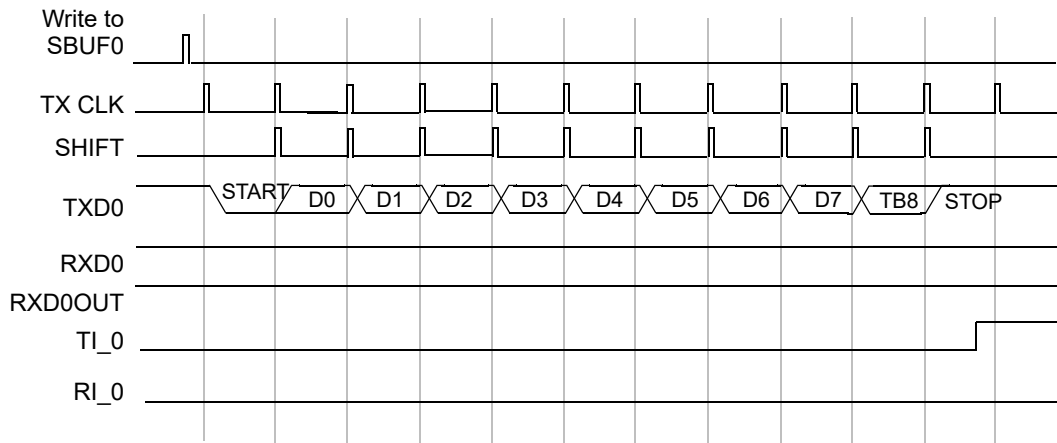 Write to
SBUF0
TX CLK
SHIFT
TXD0
START D0 D1 D2 D3 D4 D5 D6 D7 TB8 STOP
RXD0
RXD0OUT
TI_0
RI_0